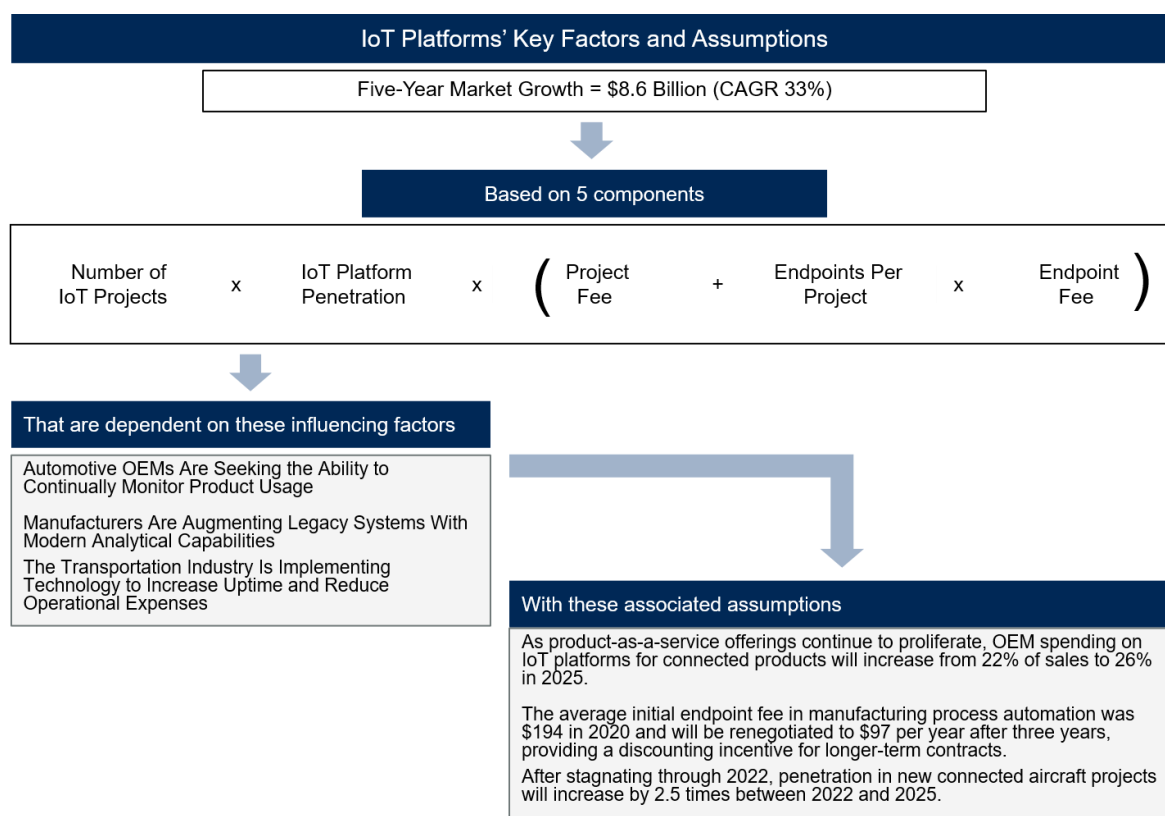 IoT Platforms’ Key Factors and Assumptions
Five-Year Market Growth = $8.6 Billion (CAGR 33%)
Based on 5 components
Number of
IoT Projects
x
IoT Platform
Penetration
x
(
Project
Fee
+
Endpoints Per
Project
x
Endpoint
Fee
)
That are dependent on these influencing factors
Automotive OEMs Are Seeking the Ability to
Continually Monitor Product Usage
Manufacturers Are Augmenting Legacy Systems With
Modern Analytical Capabilities
The Transportation Industry Is Implementing
Technology to Increase Uptime and Reduce
Operational Expenses
With these associated assumptions
As product-as-a-service offerings continue to proliferate, OEM spending on
IoT platforms for connected products will increase from 22% of sales to 26%
in 2025.
The average initial endpoint fee in manufacturing process automation was
$194 in 2020 and will be renegotiated to $97 per year after three years,
providing a discounting incentive for longer-term contracts.
After stagnating through 2022, penetration in new connected aircraft projects
will increase by 2.5 times between 2022 and 2025.